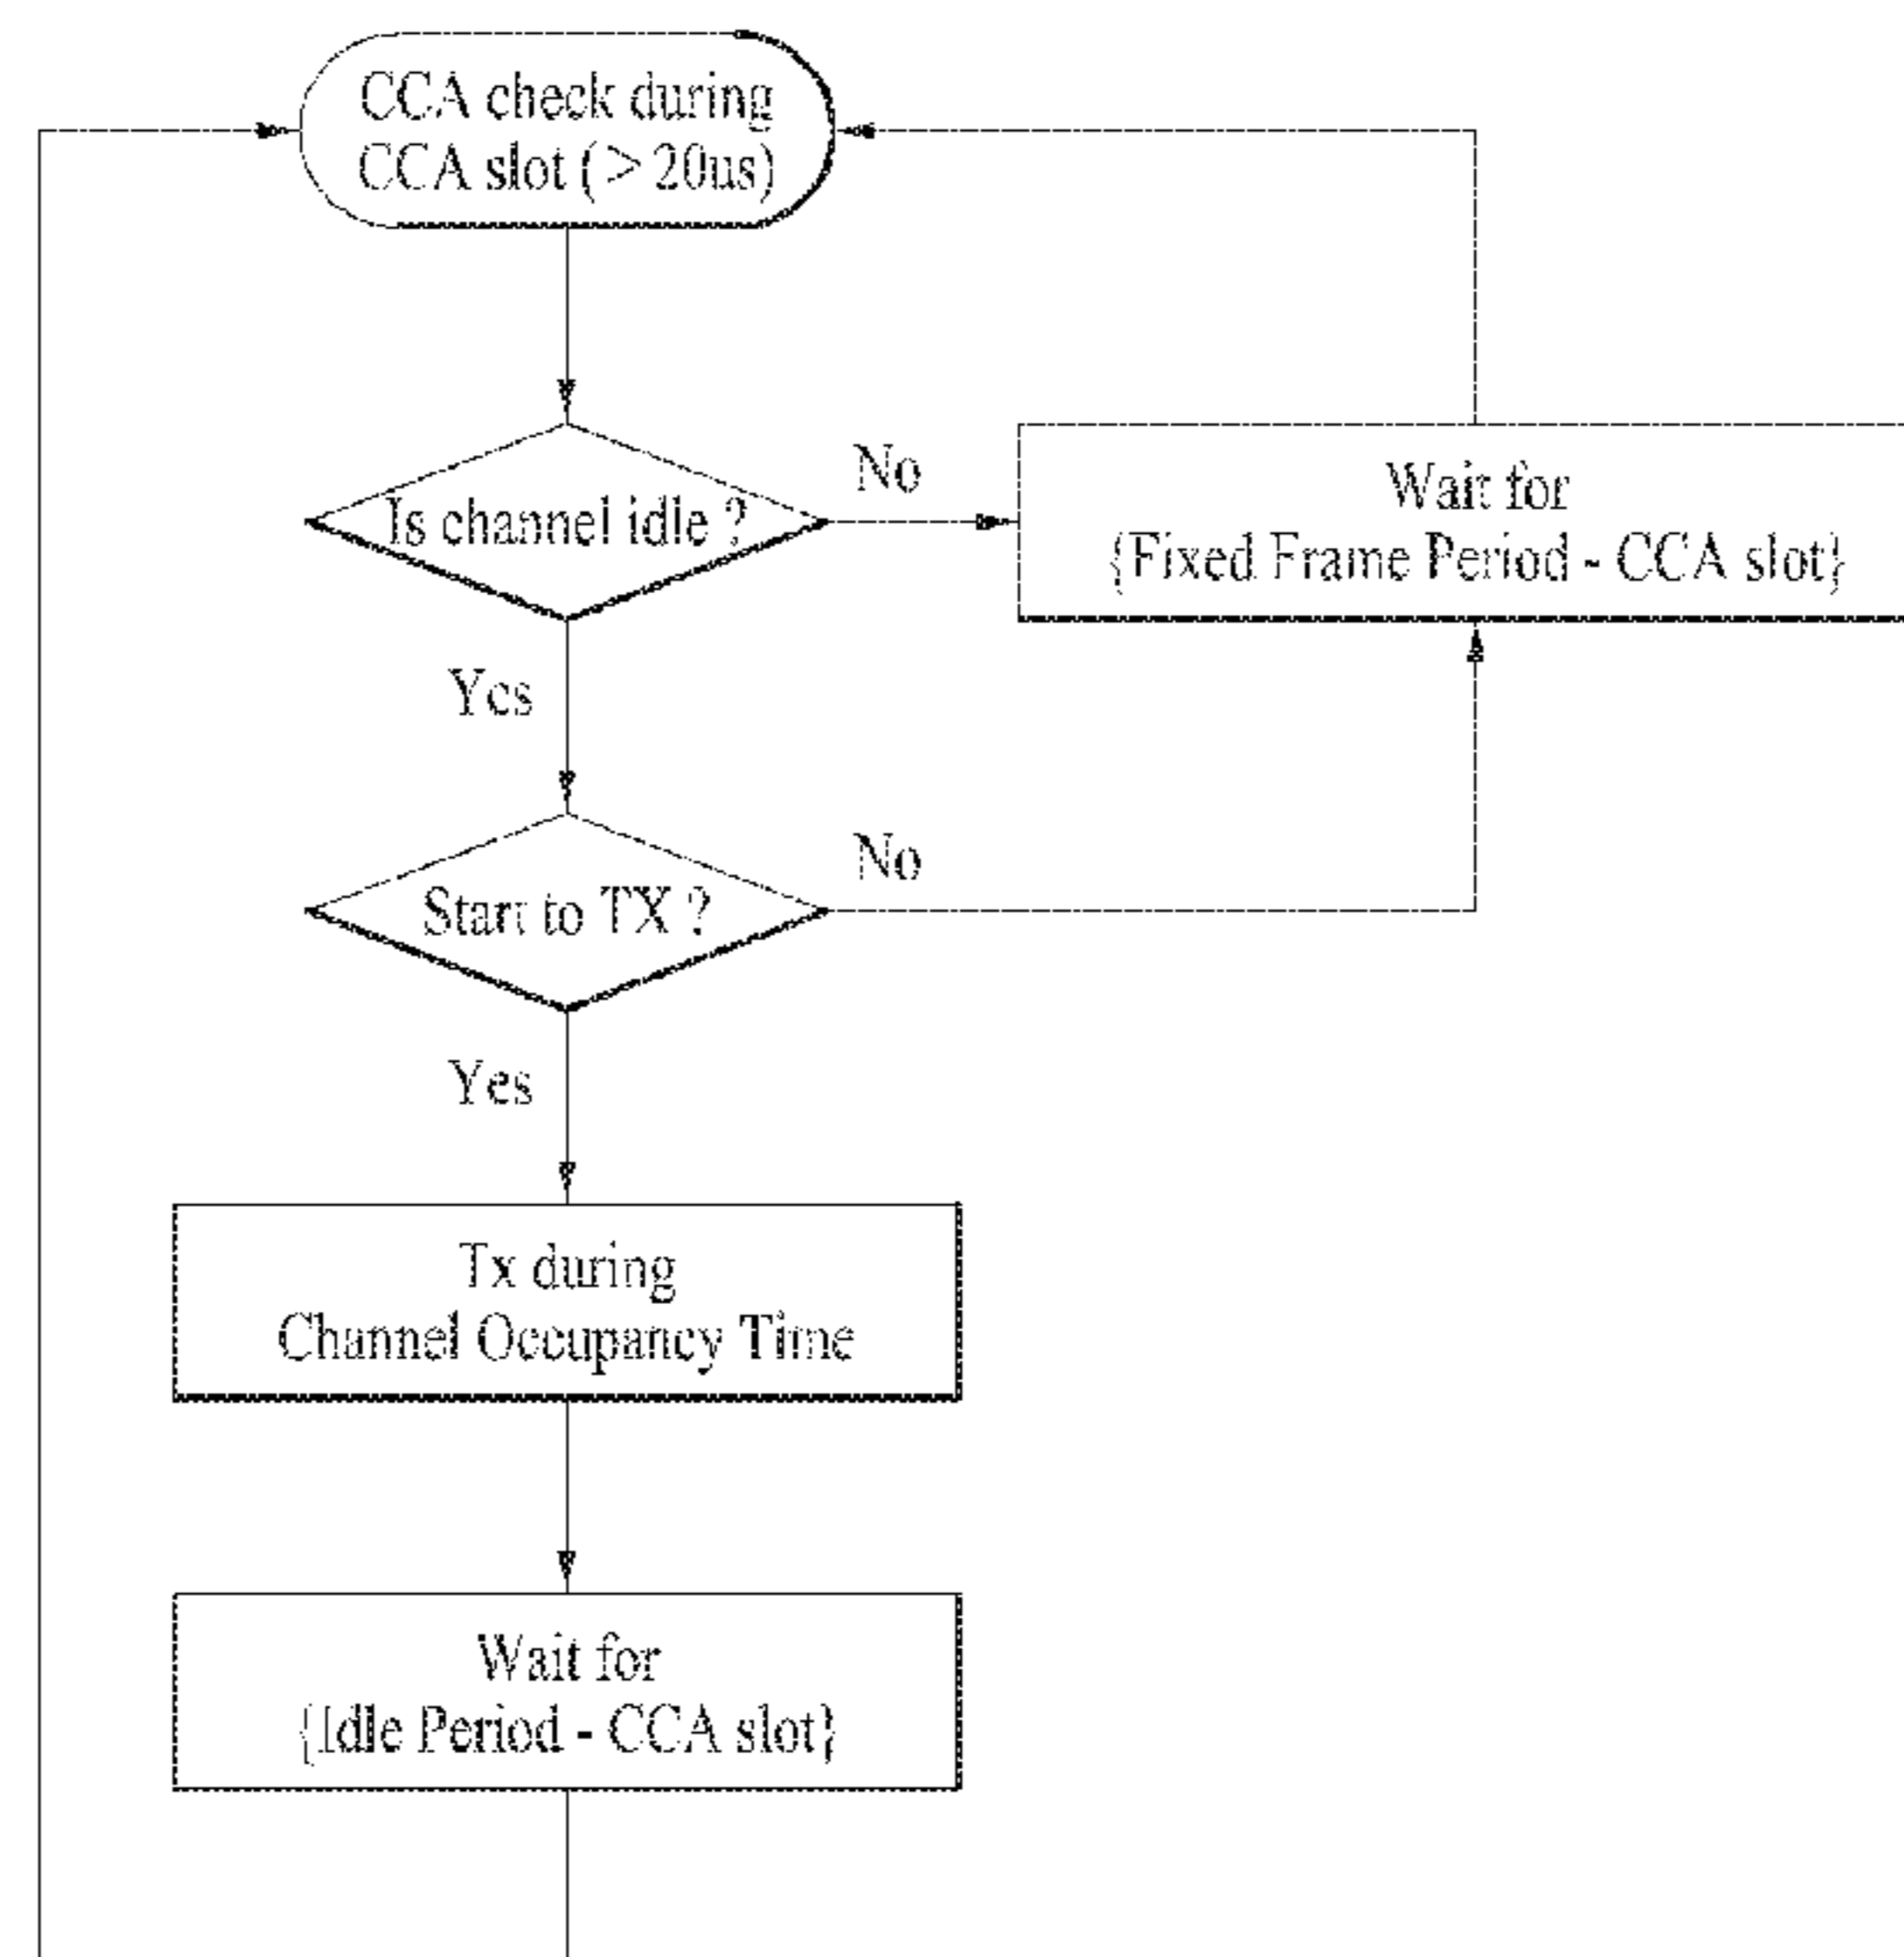 CCA check during
CCA slot (> 20us)
Is channel idle ?
No
Wait for
{Fixed Frame Period - CCA slot}
Yes
Start to TX ?
No
Yes
Tx during
Channel Occupancy Time
Wait for
{Idle Period - CCA slot}